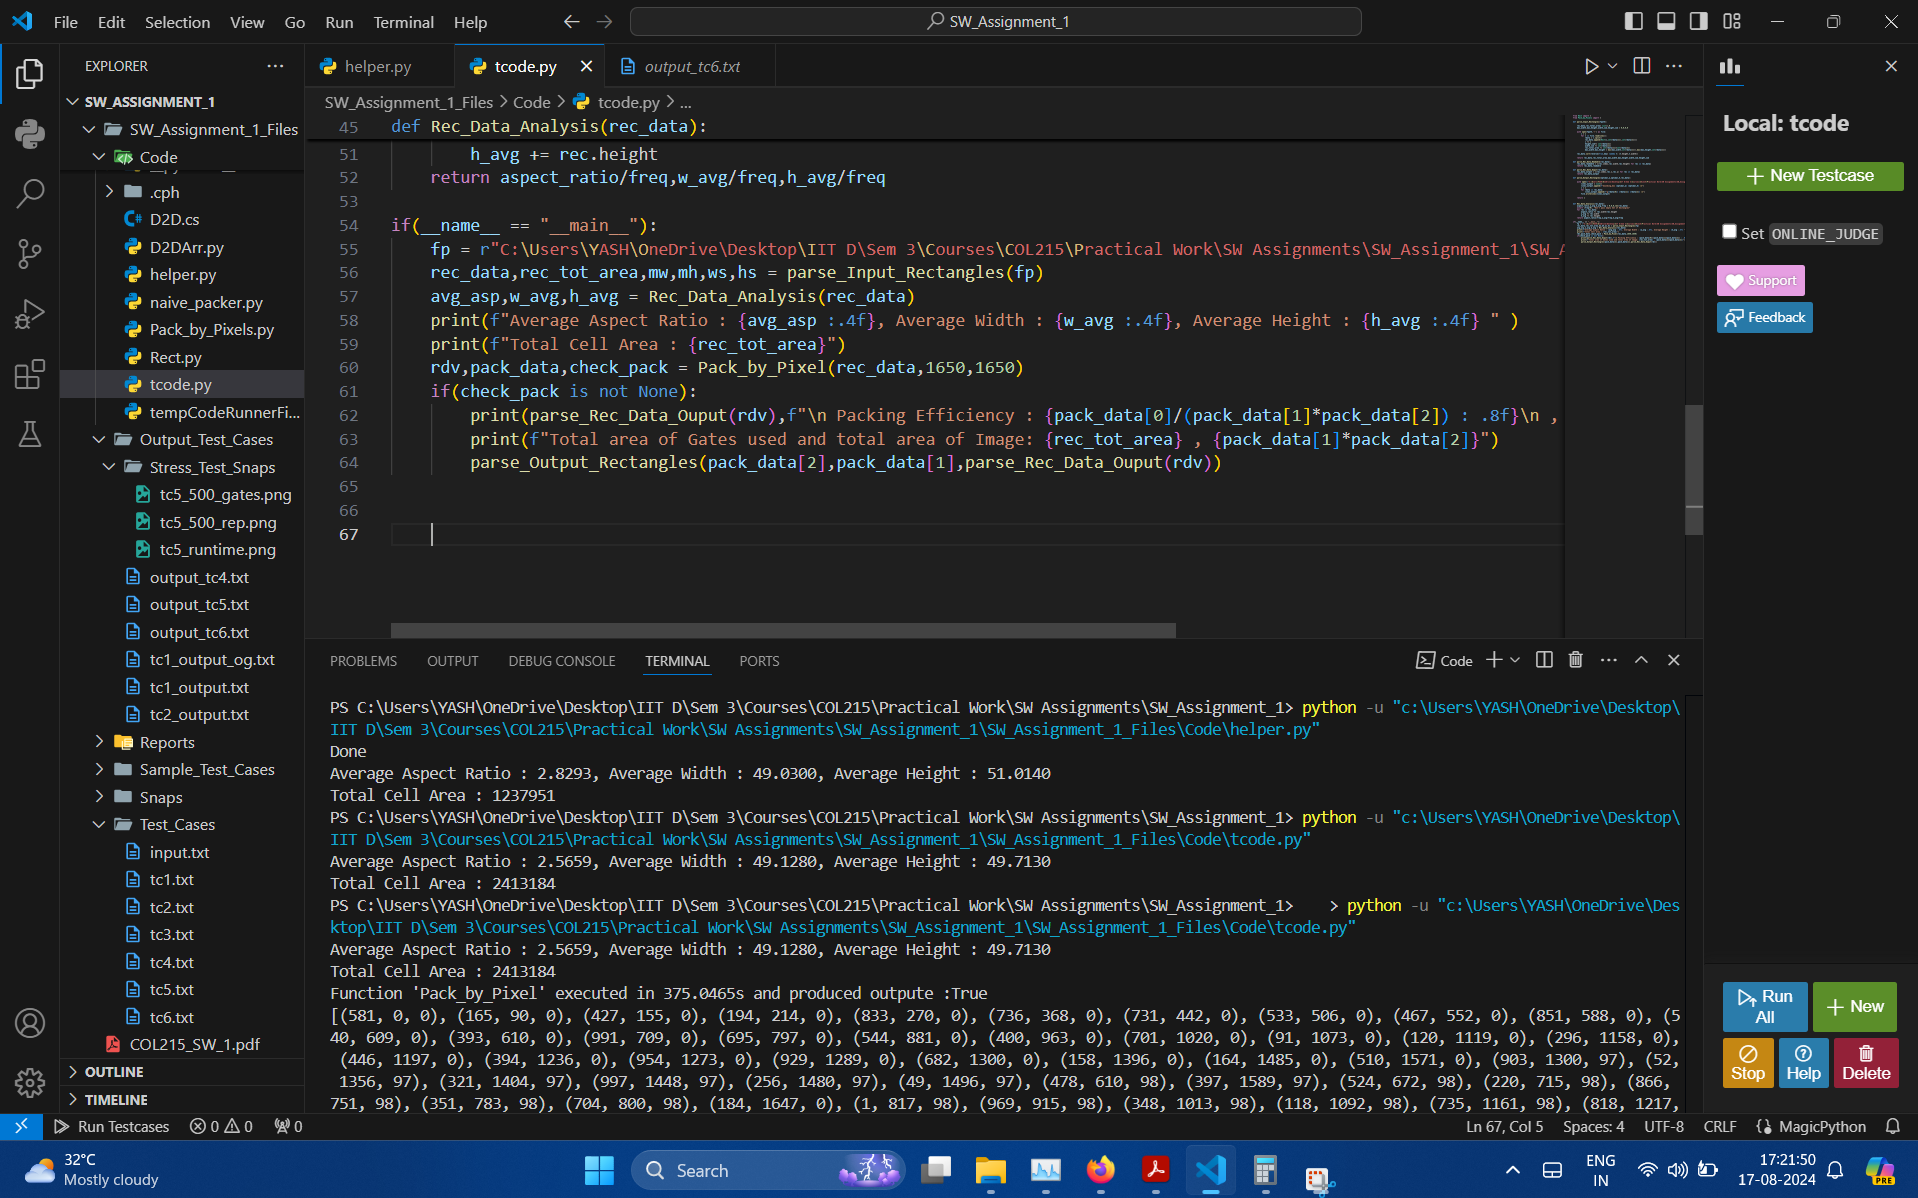 File Edit Selection View Go Run Terminal Help
SW_Assignment_1
EXPLORER
SW_ASSIGNMENT_1
SW_Assignment_1_Files
Code
.cph
D2D.cs
D2DArr.py
helper.py
naive_packer.py
Pack_by_Pixels.py
Rect.py
tcode.py
tempCodeRunnerFi...
Output_Test_Cases
Stress_Test_Snaps
tc5_500_gates.png
tc5_500_rep.png
tc5_runtime.png
output_tc4.txt
output_tc5.txt
output_tc6.txt
tc1_output_og.txt
tc1_output.txt
tc2_output.txt
Reports
Sample_Test_Cases
Snaps
Test_Cases
input.txt
tc1.txt
tc2.txt
tc3.txt
tc4.txt
tc5.txt
tc6.txt
COL215_SW_1.pdf
OUTLINE
TIMELINE
helper.py tcode.py output_tc6.txt
SW_Assignment_1_Files > Code > tcode.py > ...
45 def Rec_Data_Analysis(rec_data):
51 h_avg += rec.height
52 return aspect_ratio/freq,w_avg/freq,h_avg/freq
53
54 if(__name__ == "__main__"):
55 fp = r"C:\Users\YASH\OneDrive\Desktop\IIT D\Sem 3\Courses\COL215\Practical Work\SW Assignments\SW_Assignment_1\SW_A
56 rec_data,rec_tot_area,mw,mh,ws,hs = parse_Input_Rectangles(fp)
57 avg_asp,w_avg,h_avg = Rec_Data_Analysis(rec_data)
58 print(f"Average Aspect Ratio : {avg_asp :.4f}, Average Width : {w_avg :.4f}, Average Height : {h_avg :.4f} " )
59 print(f"Total Cell Area : {rec_tot_area}")
60 rdv,pack_data,check_pack = Pack_by_Pixel(rec_data,1650,1650)
61 if(check_pack is not None):
62 print(parse_Rec_Data_Ouput(rdv),f"\n Packing Efficiency : {pack_data[0]/(pack_data[1]*pack_data[2]) : .8f}\n ,
63 print(f"Total area of Gates used and total area of Image: {rec_tot_area} , {pack_data[1]*pack_data[2]}")
64 parse_Output_Rectangles(pack_data[2],pack_data[1],parse_Rec_Data_Ouput(rdv))
65
66
67
PROBLEMS OUTPUT DEBUG CONSOLE TERMINAL PORTS
Code
PS C:\Users\YASH\OneDrive\Desktop\IIT D\Sem 3\Courses\COL215\Practical Work\SW Assignments\SW_Assignment_1> python -u "c:\Users\YASH\OneDrive\Desktop\
IIT D\Sem 3\Courses\COL215\Practical Work\SW Assignments\SW_Assignment_1\SW_Assignment_1_Files\Code\helper.py"
Done
Average Aspect Ratio : 2.8293, Average Width : 49.0300, Average Height : 51.0140
Total Cell Area : 1237951
PS C:\Users\YASH\OneDrive\Desktop\IIT D\Sem 3\Courses\COL215\Practical Work\SW Assignments\SW_Assignment_1> python -u "c:\Users\YASH\OneDrive\Desktop\
IIT D\Sem 3\Courses\COL215\Practical Work\SW Assignments\SW_Assignment_1\SW_Assignment_1_Files\Code\tcode.py"
Average Aspect Ratio : 2.5659, Average Width : 49.1280, Average Height : 49.7130
Total Cell Area : 2413184
PS C:\Users\YASH\OneDrive\Desktop\IIT D\Sem 3\Courses\COL215\Practical Work\SW Assignments\SW_Assignment_1> > python -u "c:\Users\YASH\OneDrive\Des
ktop\IIT D\Sem 3\Courses\COL215\Practical Work\SW Assignments\SW_Assignment_1\SW_Assignment_1_Files\Code\tcode.py"
Average Aspect Ratio : 2.5659, Average Width : 49.1280, Average Height : 49.7130
Total Cell Area : 2413184
Function 'Pack_by_Pixel' executed in 375.0465s and produced outpute :True
[(581, 0, 0), (165, 90, 0), (427, 155, 0), (194, 214, 0), (833, 270, 0), (736, 368, 0), (731, 442, 0), (533, 506, 0), (467, 552, 0), (851, 588, 0), (5
40, 609, 0), (393, 610, 0), (991, 709, 0), (695, 797, 0), (544, 881, 0), (400, 963, 0), (701, 1020, 0), (91, 1073, 0), (120, 1119, 0), (296, 1158, 0),
(446, 1197, 0), (394, 1236, 0), (954, 1273, 0), (929, 1289, 0), (682, 1300, 0), (158, 1396, 0), (164, 1485, 0), (510, 1571, 0), (903, 1300, 97), (52,
1356, 97), (321, 1404, 97), (997, 1448, 97), (256, 1480, 97), (49, 1496, 97), (478, 610, 98), (397, 1589, 97), (524, 672, 98), (220, 715, 98), (866,
751, 98), (351, 783, 98), (704, 800, 98), (184, 1647, 0), (1, 817, 98), (969, 915, 98), (348, 1013, 98), (118, 1092, 98), (735, 1161, 98), (818, 1217,
Local: tcode
New Testcase
Set ONLINE_JUDGE
Support
Feedback
Run All
New
Stop
Help
Delete
Run Testcases 0 0 0
Ln 67, Col 5 Spaces: 4 UTF-8 CRLF MagicPython
32°C
Mostly cloudy
Search
ENG
IN
17:21:50
17-08-2024
PRE